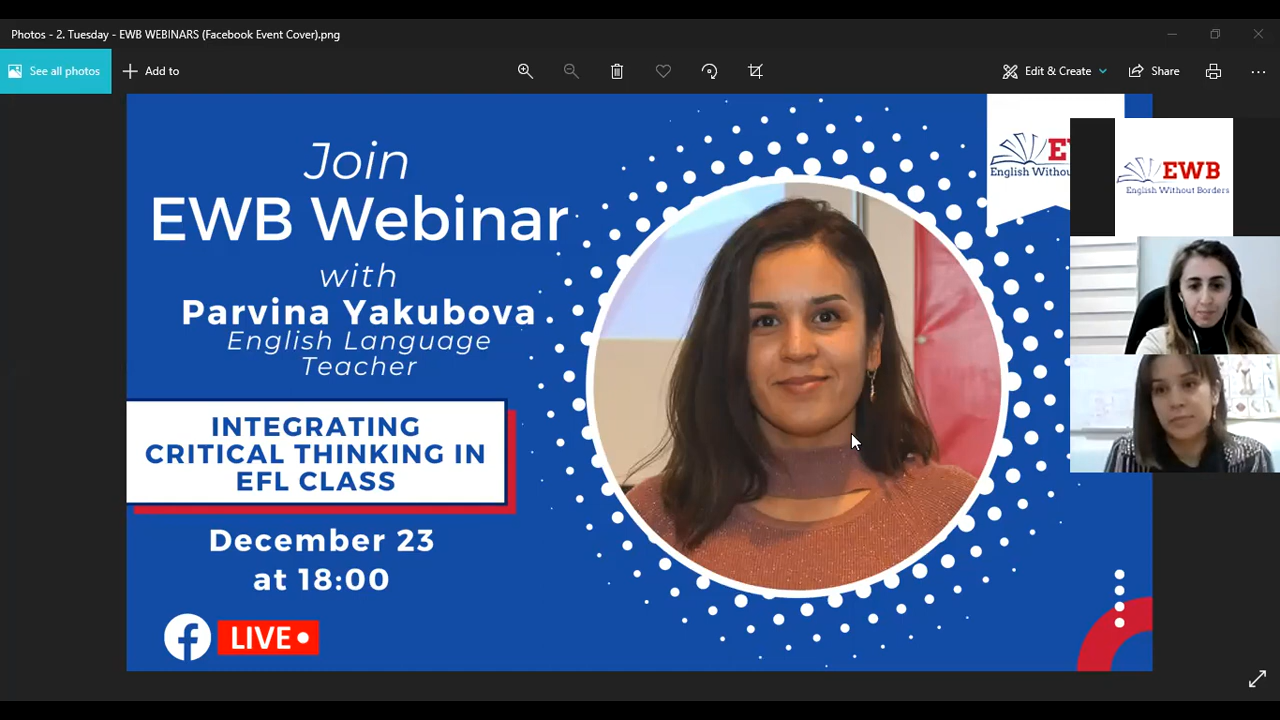 Photos - 2. Tuesday - EWB WEBINARS (Facebook Event Cover).png
See all photos
Add to
Edit & Create
Share
Join
EWB Webinar
with
Parvina Yakubova
English Language
Teacher
INTEGRATING
CRITICAL THINKING IN
EFL CLASS
December 23
at 18:00
LIVE
English
EWB
English Without Borders